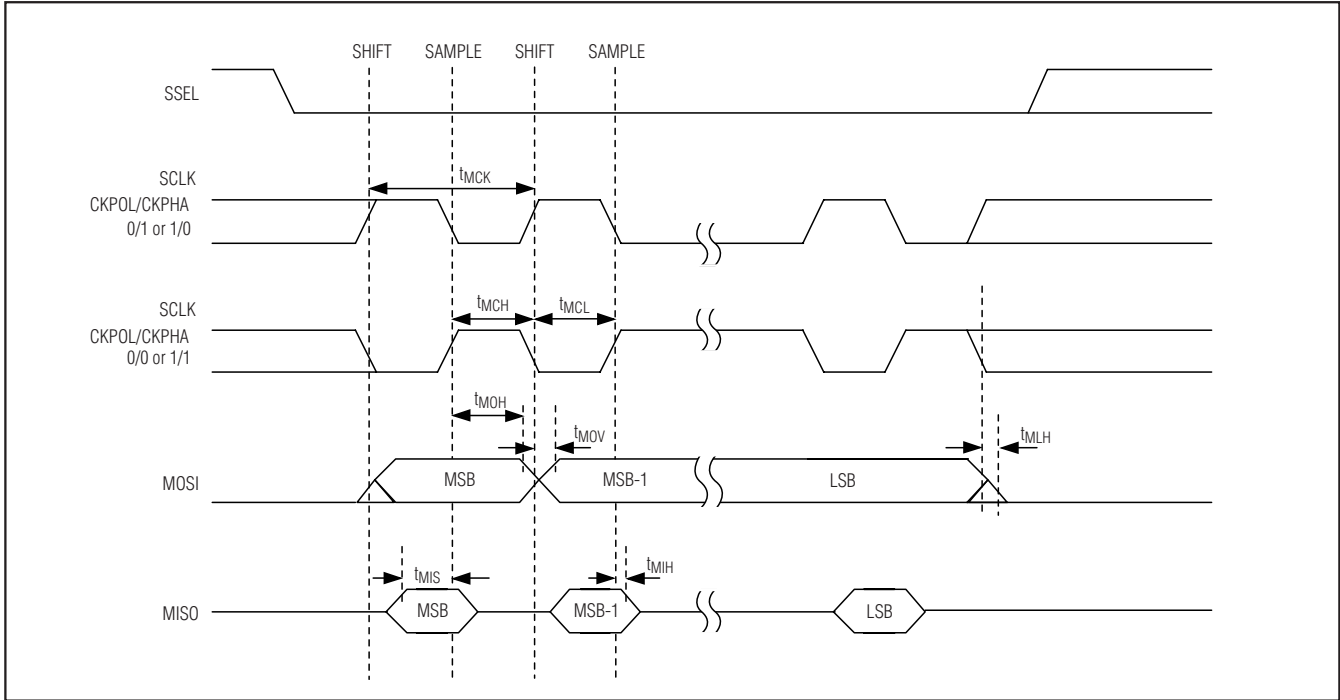 SHIFT SAMPLE SHIFT SAMPLE
SSEL
tMCK
SCLK
CKPOL/CKPHA
0/1 or 1/0
tMCH tMCL
SCLK
CKPOL/CKPHA
0/0 or 1/1
tMOH
tMOV
tMLH
MOSI MSB MSB-1 LSB
tMIS tMIH
MISO MSB MSB-1 LSB